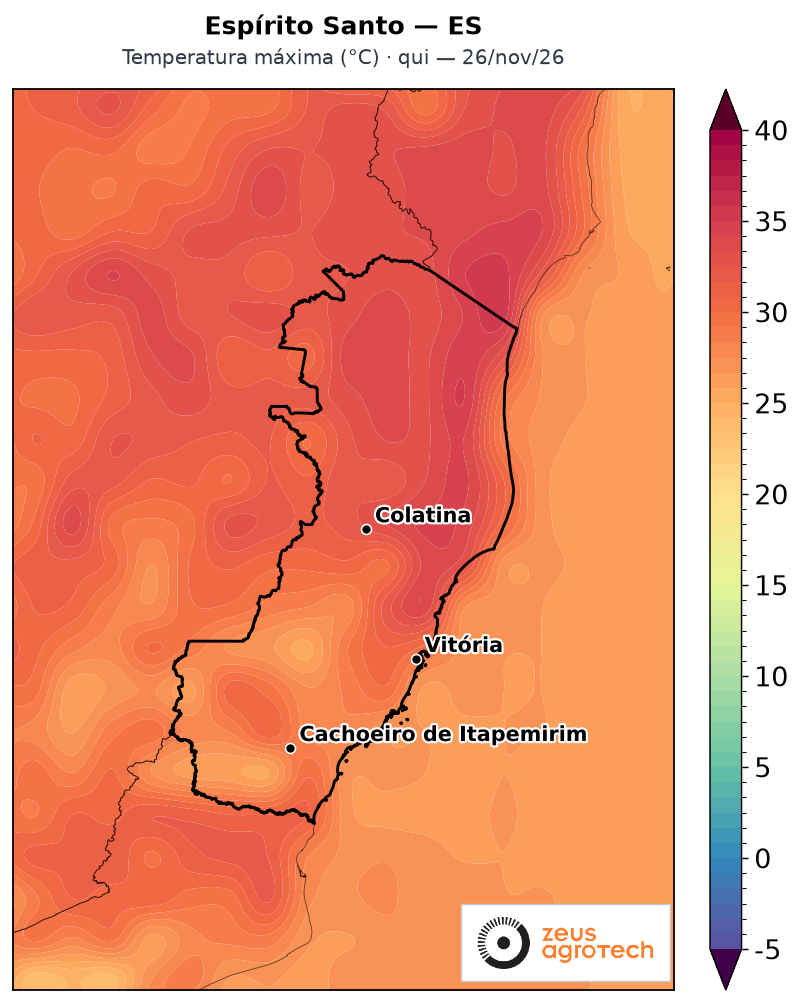 Espírito Santo — ES
Temperatura máxima (°C) · qui — 26/nov/26
40
35
30
25
20
15
10
5
0
-5
Colatina
Vitória
Cachoeiro de Itapemirim
zeus
agrotech